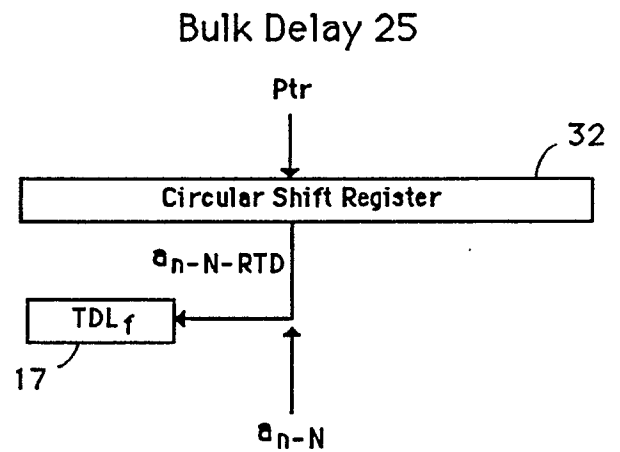 Bulk Delay 25
Ptr
32
Circular Shift Register
an-N-RTD
TDLf
17
an-N